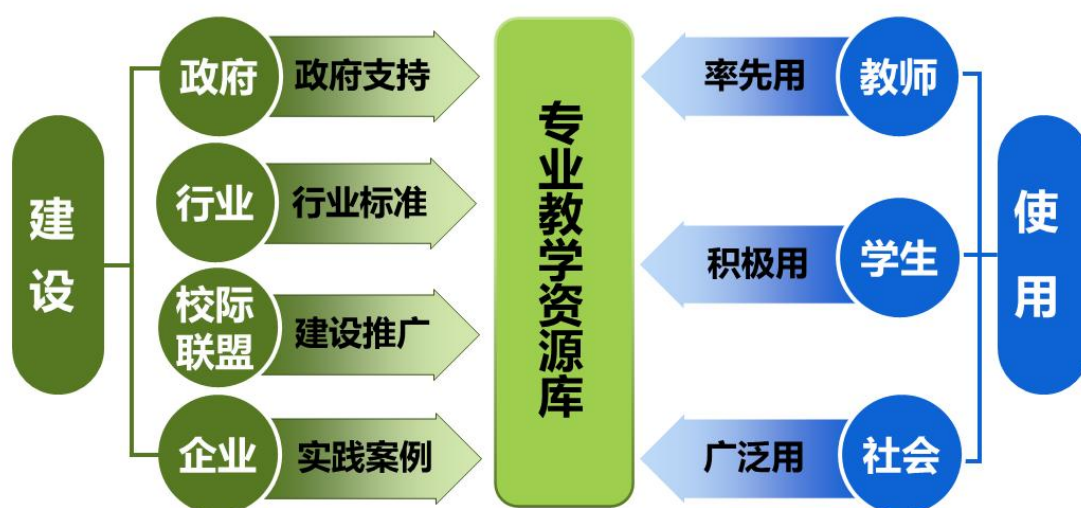 建设
政府
政府支持
行业
行业标准
校际
联盟
建设推广
企业
实践案例
专业教学资源库
率先用
教师
积极用
学生
广泛用
社会
使用